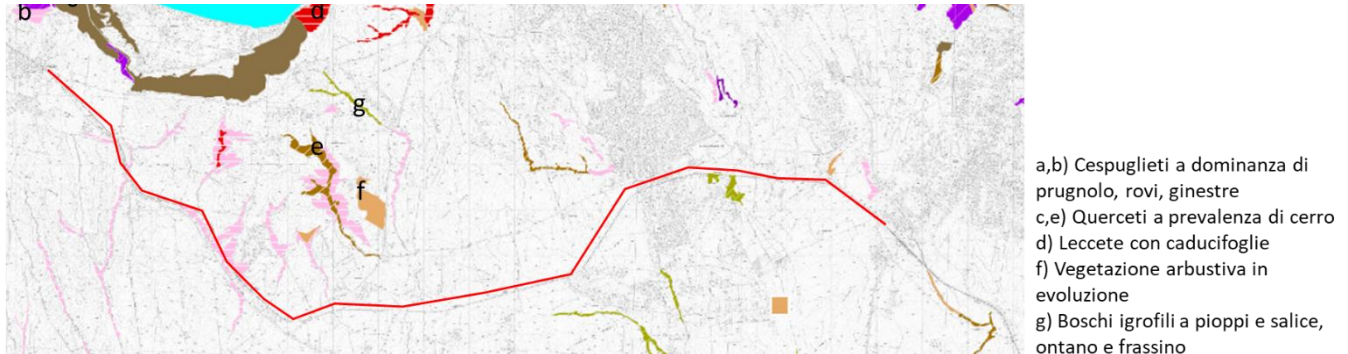 b
d
g
e
f
a,b) Cespuglieti a dominanza di
prugnolo, rovi, ginestre
c,e) Querceti a prevalenza di cerro
d) Leccete con caducifoglie
f) Vegetazione arbustiva in
evoluzione
g) Boschi igrofili a pioppi e salice,
ontano e frassino